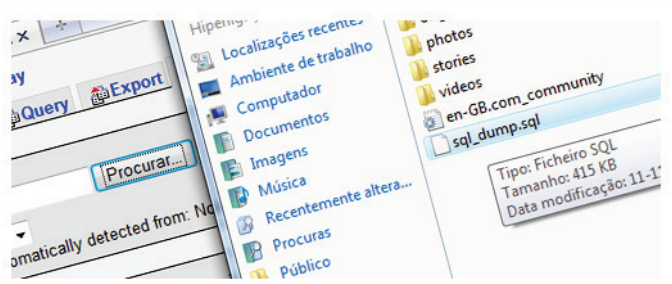 Hiperligações
x
ay
Query
Export
Procurar...
omatically detected from: No
Localizações recentes
Ambiente de trabalho
Computador
Documentos
Imagens
Música
Recentemente altera...
Procuras
Público
photos
stories
videos
en-GB.com_community
sql_dump.sql
Tipo: Ficheiro SQL
Tamanho: 415 KB
Data modificação: 11-1